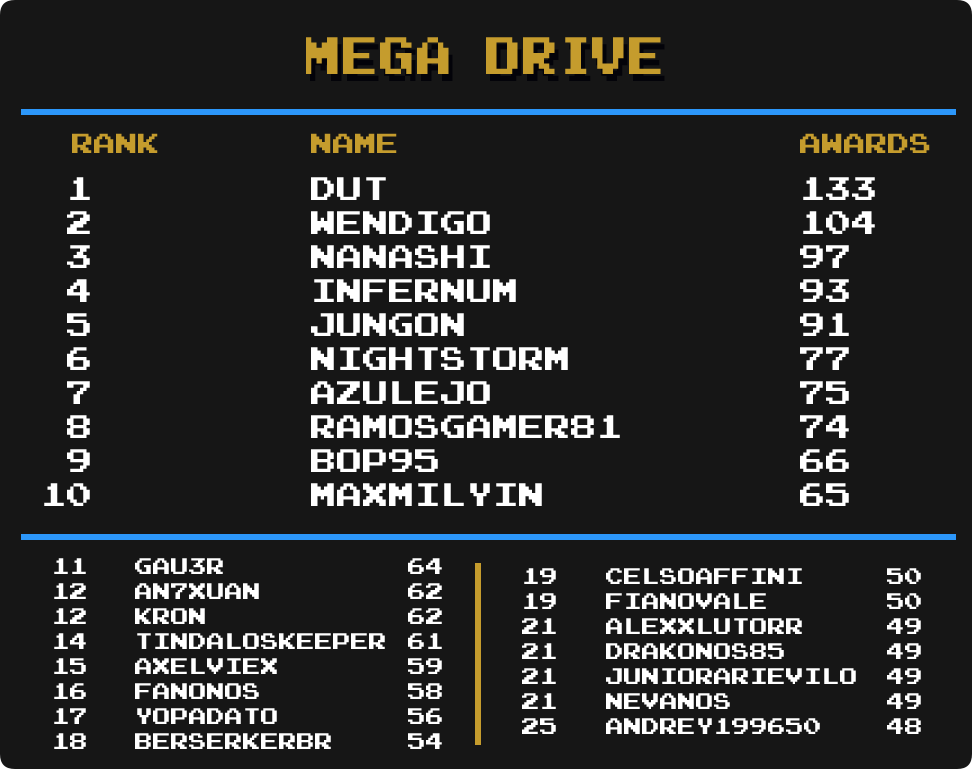 MEGA DRIVE
RANK NAME AWARDS
1 DUT 133
2 WENDIGO 104
3 NANASHI 97
4 INFERNUM 93
5 JUNGON 91
6 NIGHTSTORM 77
7 AZULEJO 75
8 RAMOSGAMER81 74
9 BOP95 66
10 MAXMILYIN 65
11 GAU3R 64
12 AN7XUAN 62
12 KRON 62
14 TINDALOSKEEPER 61
15 AXELVIEX 59
16 FANONOS 58
17 YOPADATO 56
18 BERSERKERBR 54
19 CELSOAFFINI 50
19 FIANOVALE 50
21 ALEXXLUTORR 49
21 DRAKONOS85 49
21 JUNIORARIEVILO 49
21 NEVANOS 49
25 ANDREY199650 48